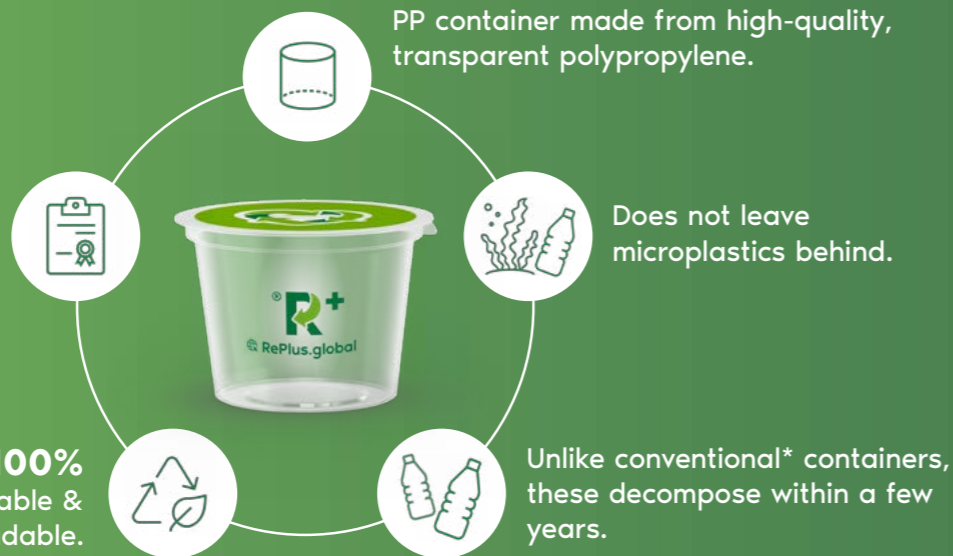 PP container made from high-quality,
transparent polypropylene.
Does not leave
microplastics behind.
® R+
RePlus.global
100%
able &
dable.
Unlike conventional* containers,
these decompose within a few
years.